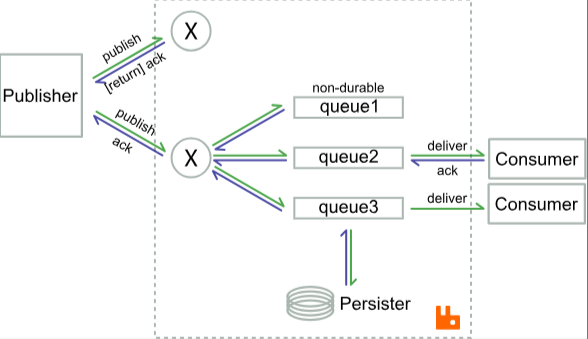 publish
X
[return] ack
Publisher
publish
ack
X
non-durable
queue1
queue2
deliver
ack
Consumer
queue3
deliver
Consumer
Persister